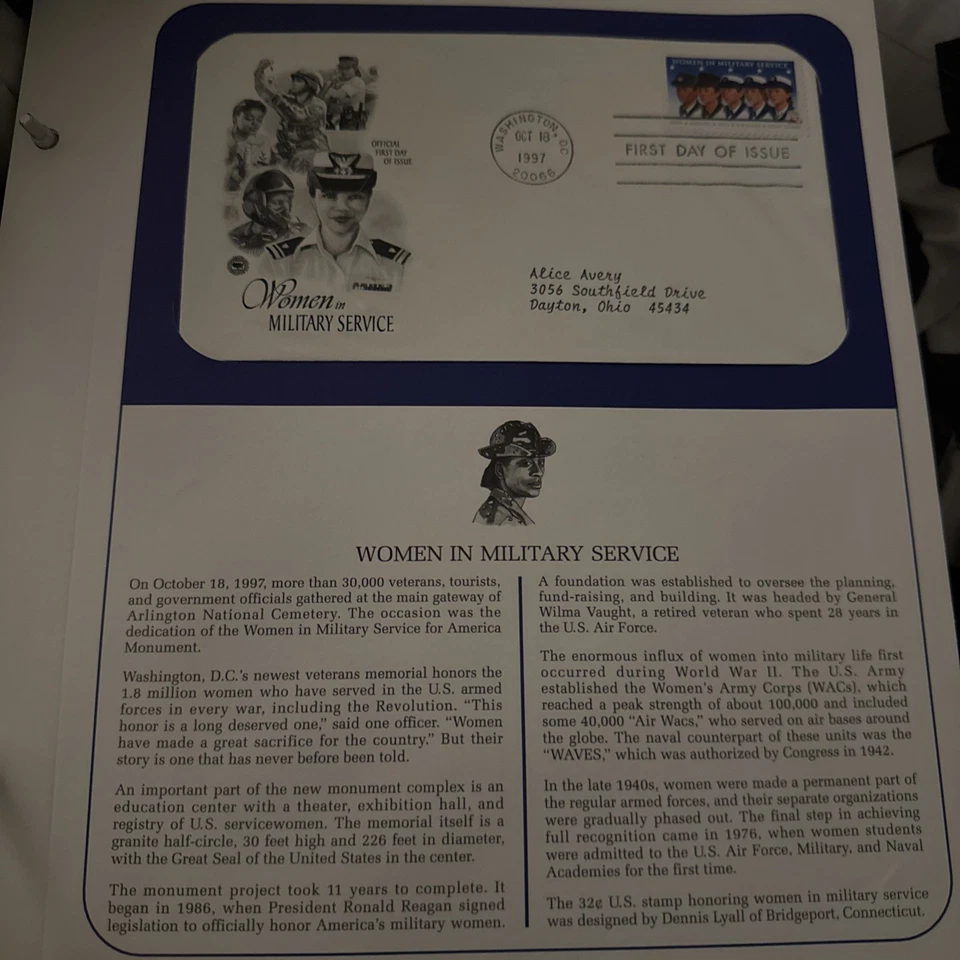 WOMEN IN MILITARY SERVICE
OFFICIAL
FIRST DAY
OF ISSUE
WASHINGTON, DC
OCT 18
1997
20066
FIRST DAY OF ISSUE
Women in
MILITARY SERVICE
Alice Avery
3056 Southfield Drive
Dayton, Ohio 45434
WOMEN IN MILITARY SERVICE
On October 18, 1997, more than 30,000 veterans, tourists,
and government officials gathered at the main gateway of
Arlington National Cemetery. The occasion was the
dedication of the Women in Military Service for America
Monument.
Washington, D.C.'s newest veterans memorial honors the
1.8 million women who have served in the U.S. armed
forces in every war, including the Revolution. "This
honor is a long deserved one," said one officer. "Women
have made a great sacrifice for the country." But their
story is one that has never before been told.
An important part of the new monument complex is an
education center with a theater, exhibition hall, and
registry of U.S. servicewomen. The memorial itself is a
granite half-circle, 30 feet high and 226 feet in diameter,
with the Great Seal of the United States in the center.
The monument project took 11 years to complete. It
began in 1986, when President Ronald Reagan signed
legislation to officially honor America's military women.
A foundation was established to oversee the planning,
fund-raising, and building. It was headed by General
Wilma Vaught, a retired veteran who spent 28 years in
the U.S. Air Force.
The enormous influx of women into military life first
occurred during World War II. The U.S. Army
established the Women's Army Corps (WACs), which
reached a peak strength of about 100,000 and included
some 40,000 "Air Wacs," who served on air bases around
the globe. The naval counterpart of these units was the
"WAVES," which was authorized by Congress in 1942.
In the late 1940s, women were made a permanent part of
the regular armed forces, and their separate organizations
were gradually phased out. The final step in achieving
full recognition came in 1976, when women students
were admitted to the U.S. Air Force, Military, and Naval
Academies for the first time.
The 32¢ U.S. stamp honoring women in military service
was designed by Dennis Lyall of Bridgeport, Connecticut.